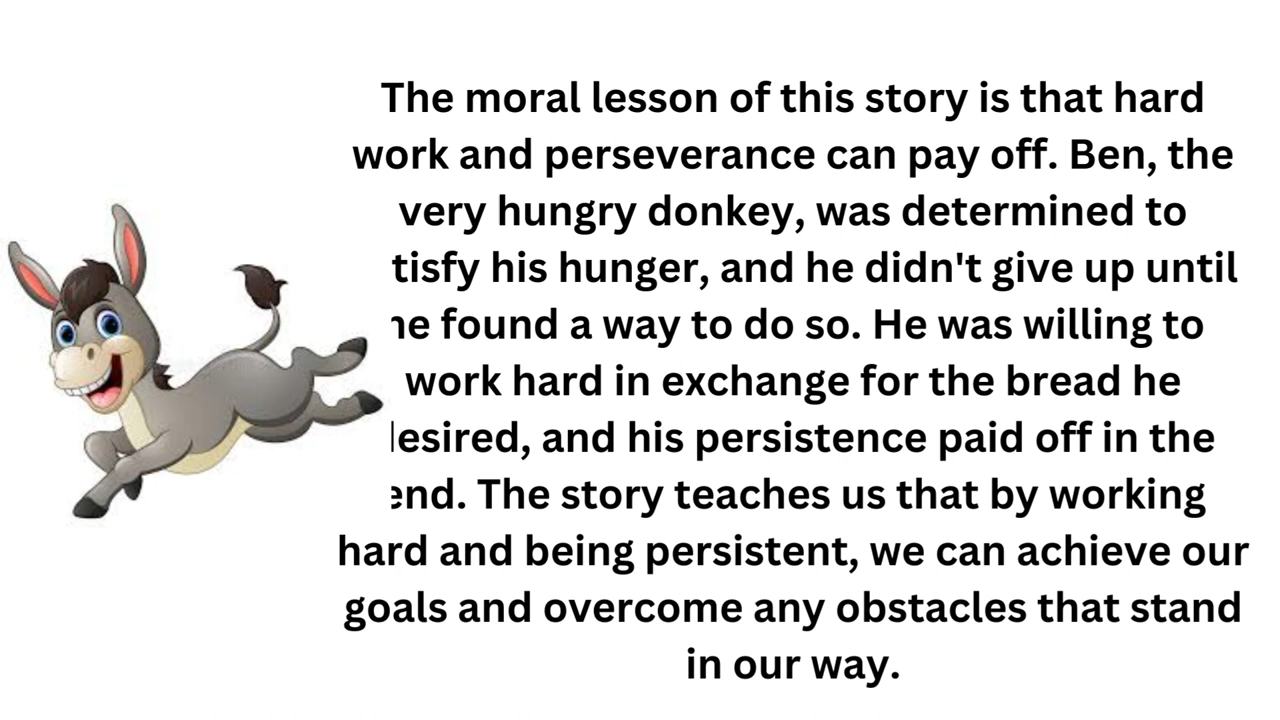 The moral lesson of this story is that hard
work and perseverance can pay off. Ben, the
very hungry donkey, was determined to
tisfy his hunger, and he didn't give up until
he found a way to do so. He was willing to
work hard in exchange for the bread he
desired, and his persistence paid off in the
end. The story teaches us that by working
hard and being persistent, we can achieve our
goals and overcome any obstacles that stand
in our way.